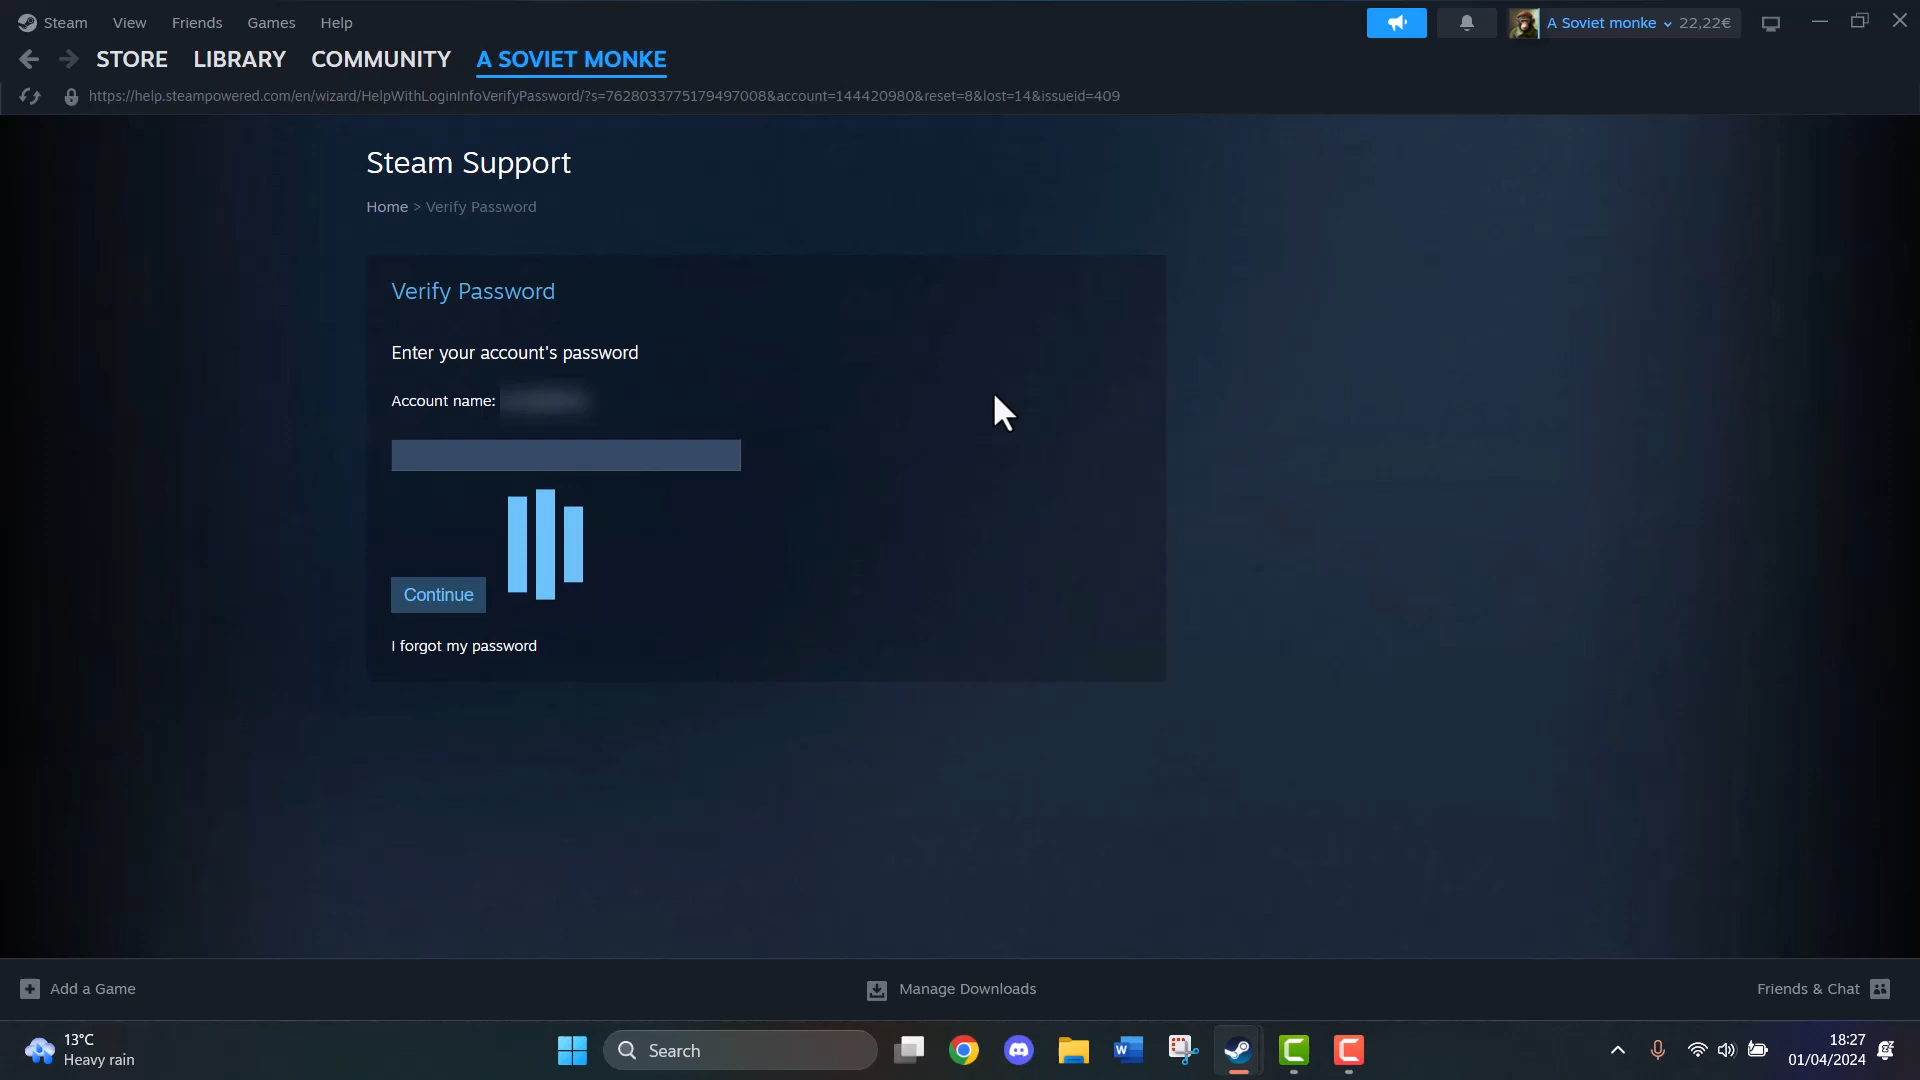 Steam View Friends Games Help
A Soviet monke 22,22€
STORE LIBRARY COMMUNITY A SOVIET MONKE
https://help.steampowered.com/en/wizard/HelpWithLoginInfoVerifyPassword/?s=7628033775179497008&account=144420980&reset=8&lost=14&issueid=409
Steam Support
Home > Verify Password
Verify Password
Enter your account's password
Account name:
Continue
I forgot my password
Add a Game
Manage Downloads
Friends & Chat
13°C
Heavy rain
Search
18:27
01/04/2024